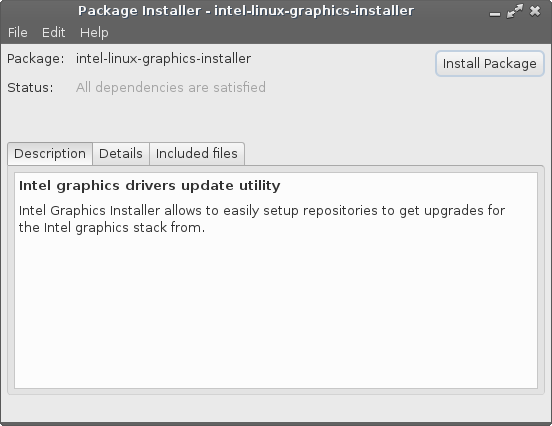 Package Installer - intel-linux-graphics-installer
File Edit Help
Package: intel-linux-graphics-installer
Install Package
Status: All dependencies are satisfied
Description Details Included files
Intel graphics drivers update utility
Intel Graphics Installer allows to easily setup repositories to get upgrades for
the Intel graphics stack from.